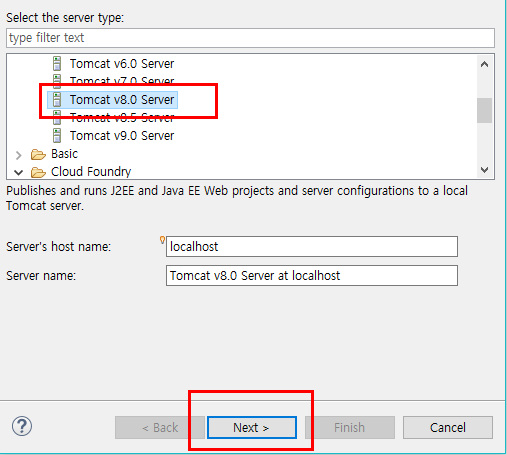 Select the server type:
type filter text
Tomcat v6.0 Server
Tomcat v7.0 Server
Tomcat v8.0 Server
Tomcat v8.5 Server
Tomcat v9.0 Server
Basic
Cloud Foundry
Publishes and runs J2EE and Java EE Web projects and server configurations to a local
Tomcat server.
Server's host name: localhost
Server name: Tomcat v8.0 Server at localhost
? < Back Next > Finish Cancel